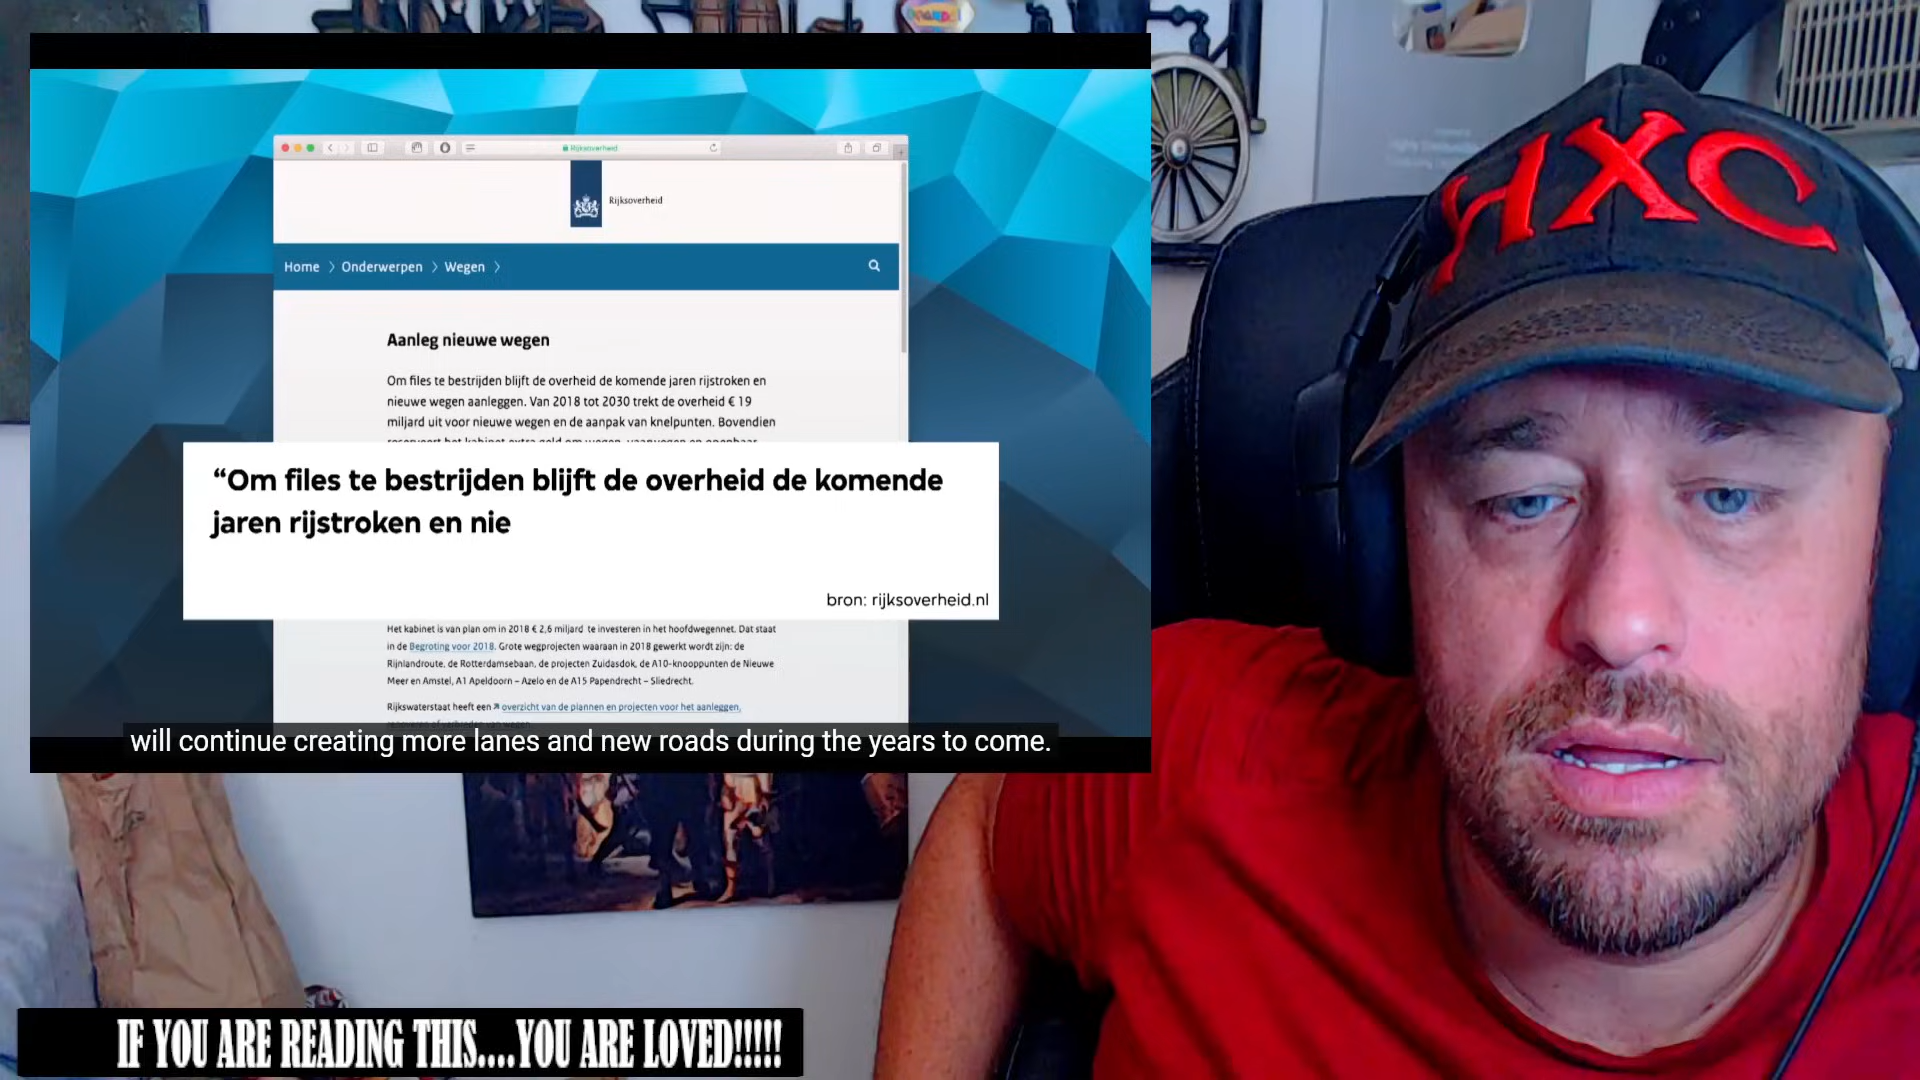 Rijksoverheid
Rijksoverheid
Home > Onderwerpen > Wegen >
Aanleg nieuwe wegen
Om files te bestrijden blijft de overheid de komende jaren rijstroken en
nieuwe wegen aanleggen. Van 2018 tot 2030 trekt de overheid € 19
miljard uit voor nieuwe wegen en de aanpak van knelpunten. Bovendien
“Om files te bestrijden blijft de overheid de komende
jaren rijstroken en nie
bron: rijksoverheid.nl
Het kabinet is van plan om in 2018 € 2,6 miljard te investeren in het hoofdwegennet. Dat staat
in de Begroting voor 2018. Grote wegprojecten waaraan in 2018 gewerkt wordt zijn: de
Rijnlandroute, de Rotterdamsebaan, de projecten Zuidasdok, de A10-knooppunten de Nieuwe
Meer en Amstel, A1 Apeldoorn – Azelo en de A15 Papendrecht – Sliedrecht.
Rijkswaterstaat heeft een overzicht van de plannen en projecten voor het aanleggen,
will continue creating more lanes and new roads during the years to come.
HXC
IF YOU ARE READING THIS....YOU ARE LOVED!!!!!